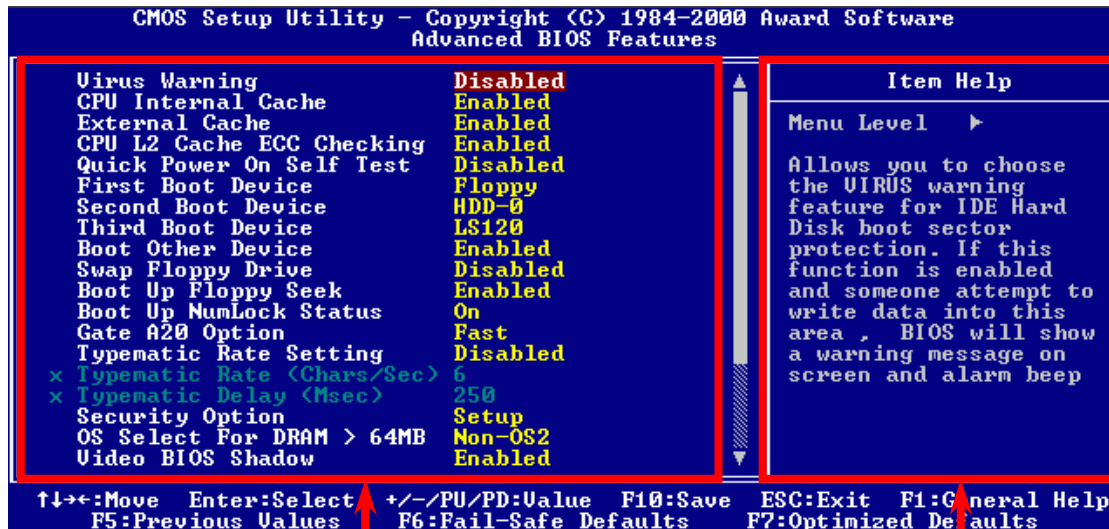 CMOS Setup Utility – Copyright (C) 1984-2000 Award Software
Advanced BIOS Features
Virus Warning Disabled
CPU Internal Cache Enabled
External Cache Enabled
CPU L2 Cache ECC Checking Enabled
Quick Power On Self Test Disabled
First Boot Device Floppy
Second Boot Device HDD-0
Third Boot Device LS120
Boot Other Device Enabled
Swap Floppy Drive Disabled
Boot Up Floppy Seek Enabled
Boot Up NumLock Status On
Gate A20 Option Fast
Typematic Rate Setting Disabled
x Typematic Rate (Chars/Sec) 6
x Typematic Delay (Msec) 250
Security Option Setup
OS Select For DRAM > 64MB Non-OS2
Video BIOS Shadow Enabled
Item Help
Menu Level ▶
Allows you to choose
the VIRUS warning
feature for IDE Hard
Disk boot sector
protection. If this
function is enabled
and someone attempt to
write data into this
area , BIOS will show
a warning message on
screen and alarm beep
↑↓→←:Move Enter:Select +/-/PU/PD:Value F10:Save ESC:Exit F1:General Help
F5:Previous Values F6:Fail-Safe Defaults F7:Optimized Defaults